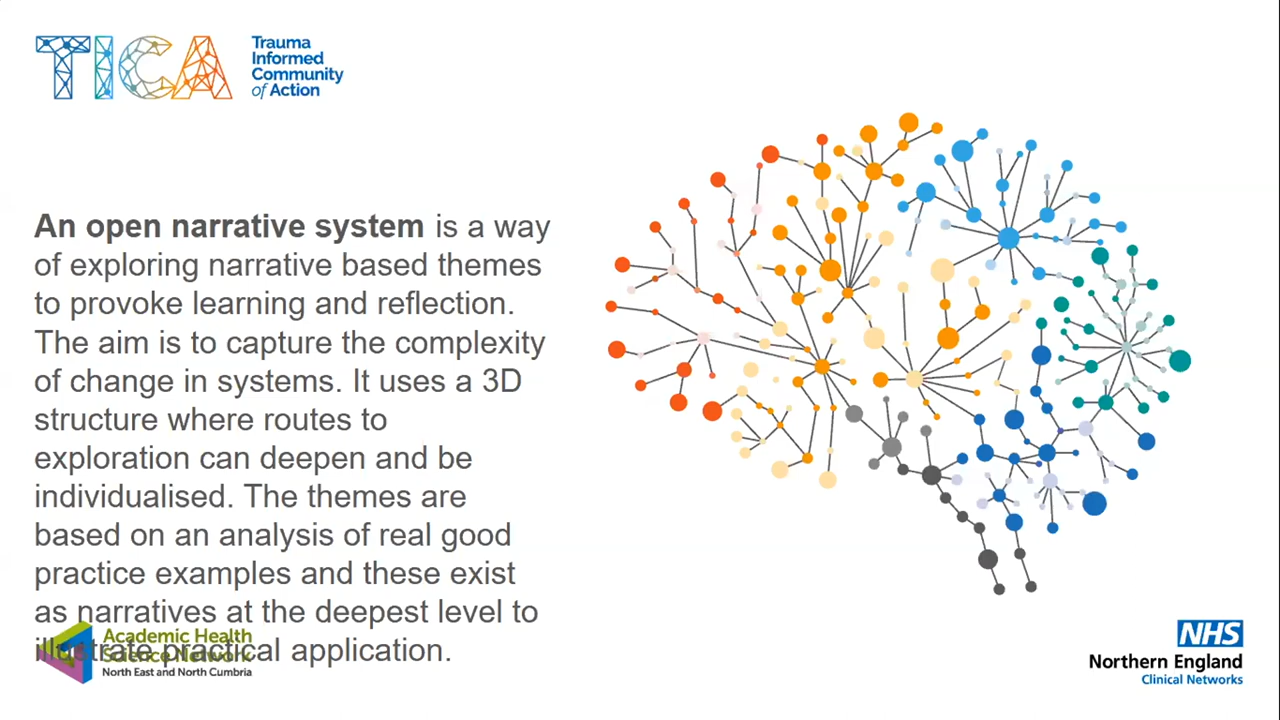 TICA
Trauma
Informed
Community
of Action
An open narrative system is a way
of exploring narrative based themes
to provoke learning and reflection.
The aim is to capture the complexity
of change in systems. It uses a 3D
structure where routes to
exploration can deepen and be
individualised. The themes are
based on an analysis of real good
practice examples and these exist
as narratives at the deepest level to
illustrate practical application.
Academic Health
Science Network
North East and North Cumbria
NHS
Northern England
Clinical Networks